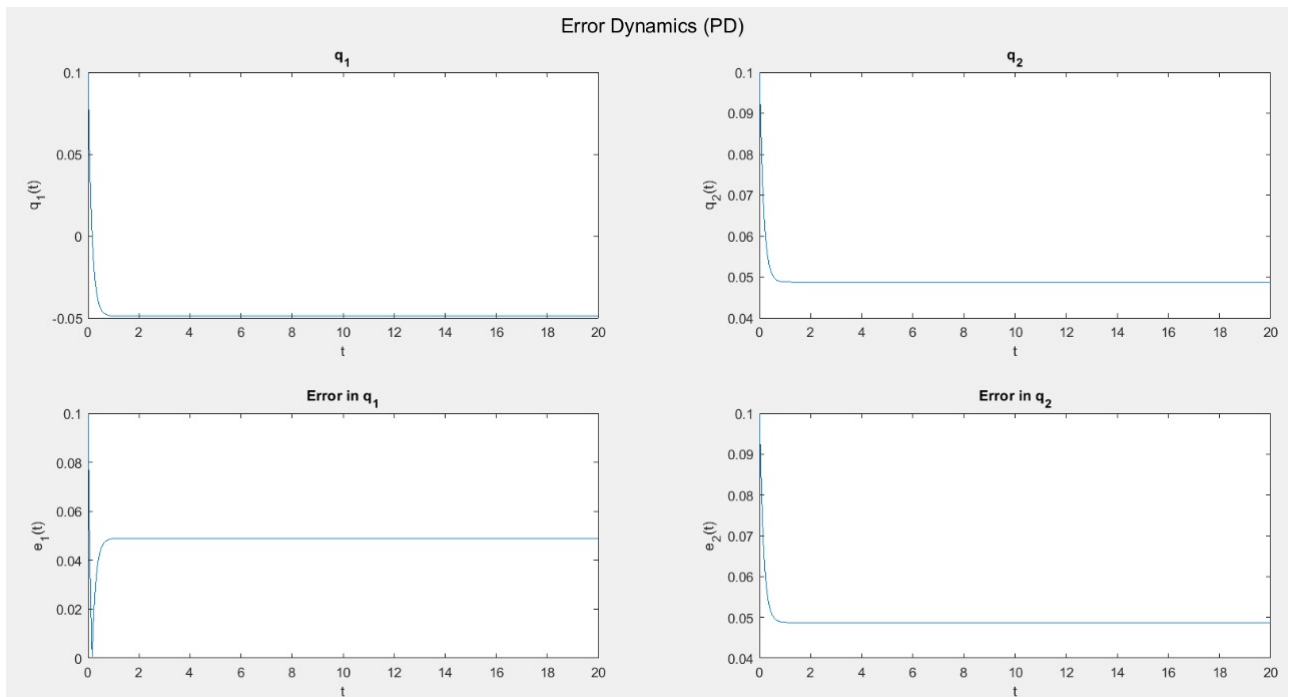 Error Dynamics (PD)
q1
0.1
0.05
0
-0.05
q1(t)
0 2 4 6 8 10 12 14 16 18 20
t
q2
0.1
0.09
0.08
0.07
0.06
0.05
0.04
q2(t)
0 2 4 6 8 10 12 14 16 18 20
t
Error in q1
0.1
0.08
0.06
0.04
0.02
0
e1(t)
0 2 4 6 8 10 12 14 16 18 20
t
Error in q2
0.1
0.09
0.08
0.07
0.06
0.05
0.04
e2(t)
0 2 4 6 8 10 12 14 16 18 20
t